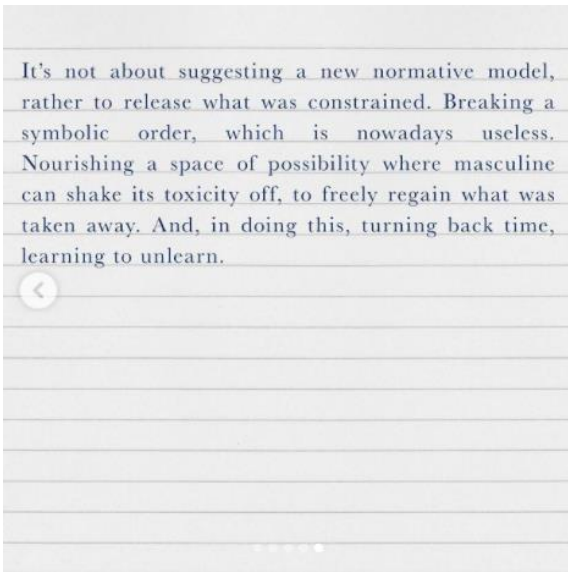 It’s not about suggesting a new normative model,
rather to release what was constrained. Breaking a
symbolic order, which is nowadays useless.
Nourishing a space of possibility where masculine
can shake its toxicity off, to freely regain what was
taken away. And, in doing this, turning back time,
learning to unlearn.